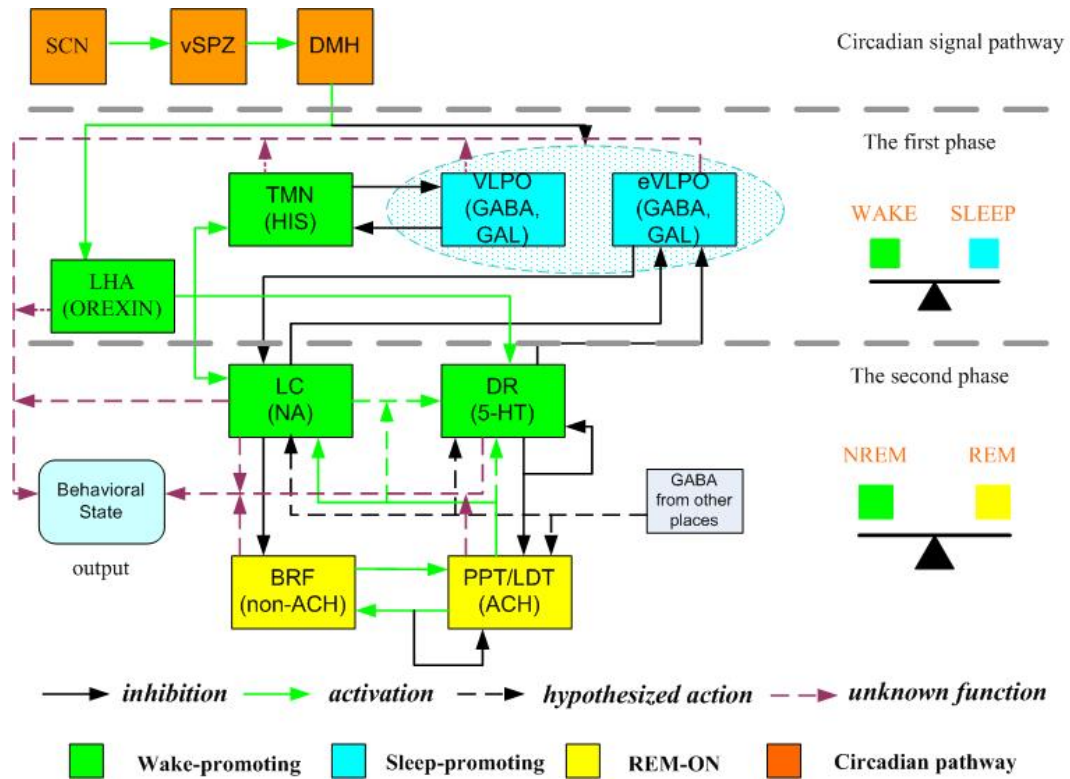 SCN
vSPZ
DMH
Circadian signal pathway
The first phase
TMN
(HIS)
VLPO
(GABA,
GAL)
eVLPO
(GABA,
GAL)
WAKE
SLEEP
LHA
(OREXIN)
The second phase
LC
(NA)
DR
(5-HT)
NREM
REM
Behavioral
State
output
GABA
from other
places
BRF
(non-ACH)
PPT/LDT
(ACH)
inhibition
activation
hypothesized action
unknown function
Wake-promoting
Sleep-promoting
REM-ON
Circadian pathway